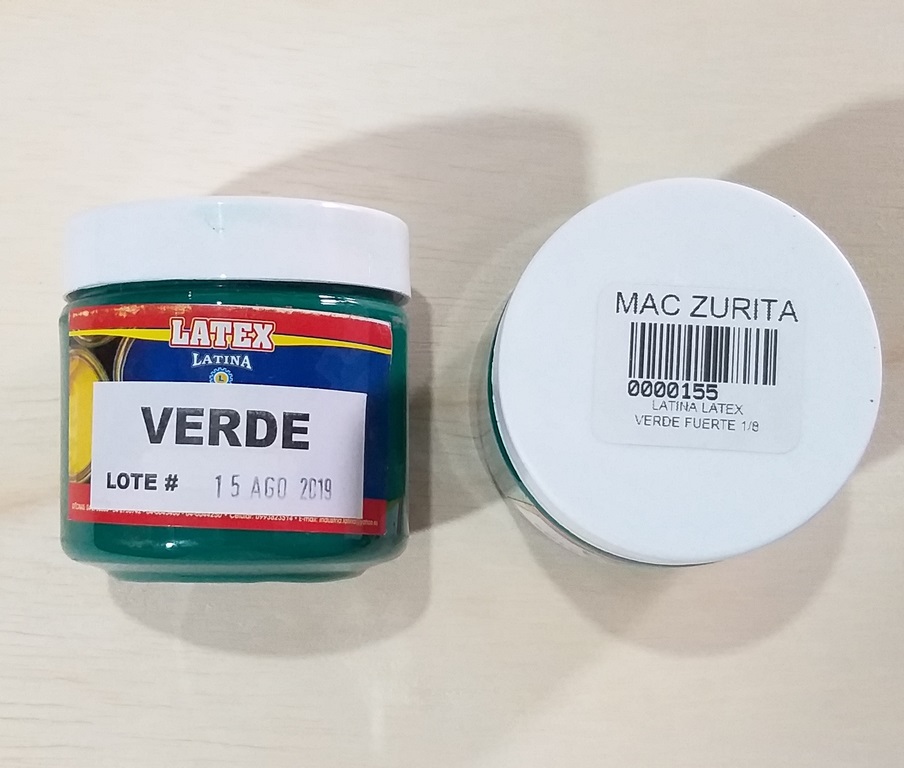 LATEX
LATINA
L
VERDE
LOTE # 15 AGO 2019
MAC ZURITA
0000155
LATINA LATEX
VERDE FUERTE 1/8